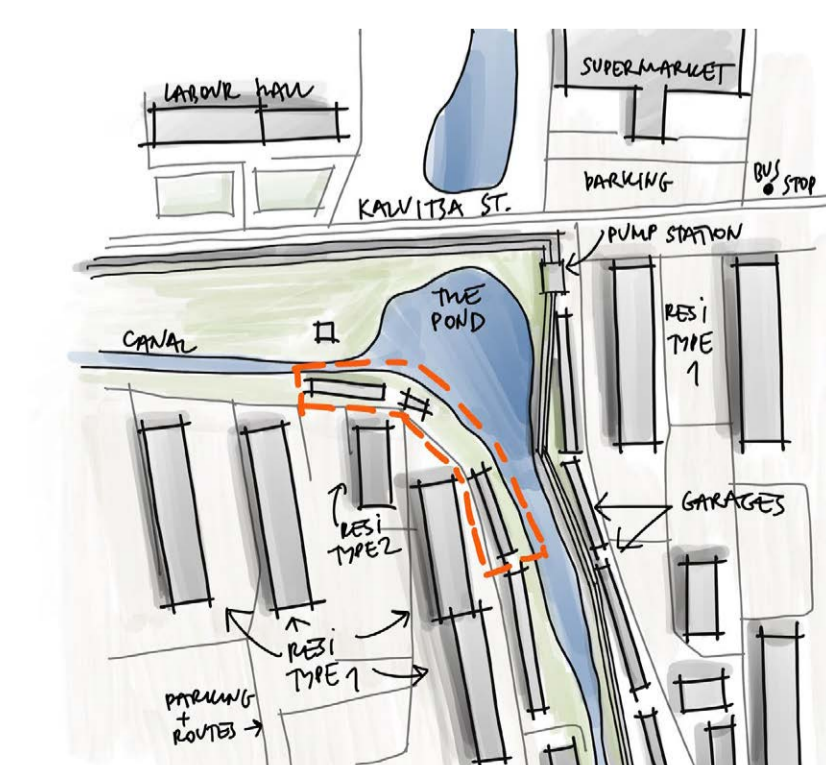 LABOUR HALL
SUPERMARKET
PARKING
BUS
STOP
KALVITSA ST.
PUMP STATION
THE
POND
RESI
TYPE
1
CANAL
GARAGES
RESI
TYPE2
RESI
TYPE 1
PARKING
+
ROUTES